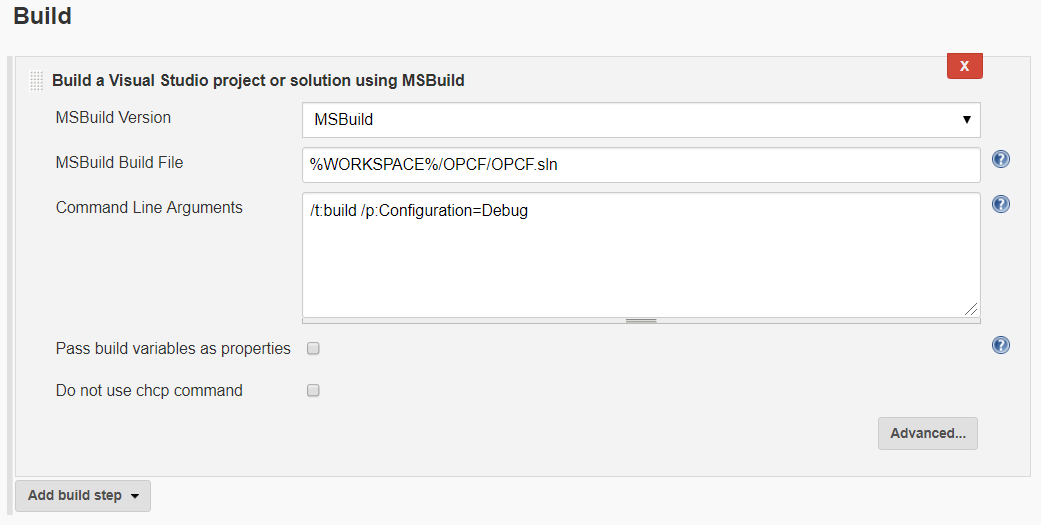 Build
Build a Visual Studio project or solution using MSBuild
X
MSBuild Version
MSBuild
MSBuild Build File
%WORKSPACE%/OPCF/OPCF.sln
?
Command Line Arguments
/t:build /p:Configuration=Debug
?
Pass build variables as properties
?
Do not use chcp command
Advanced...
Add build step